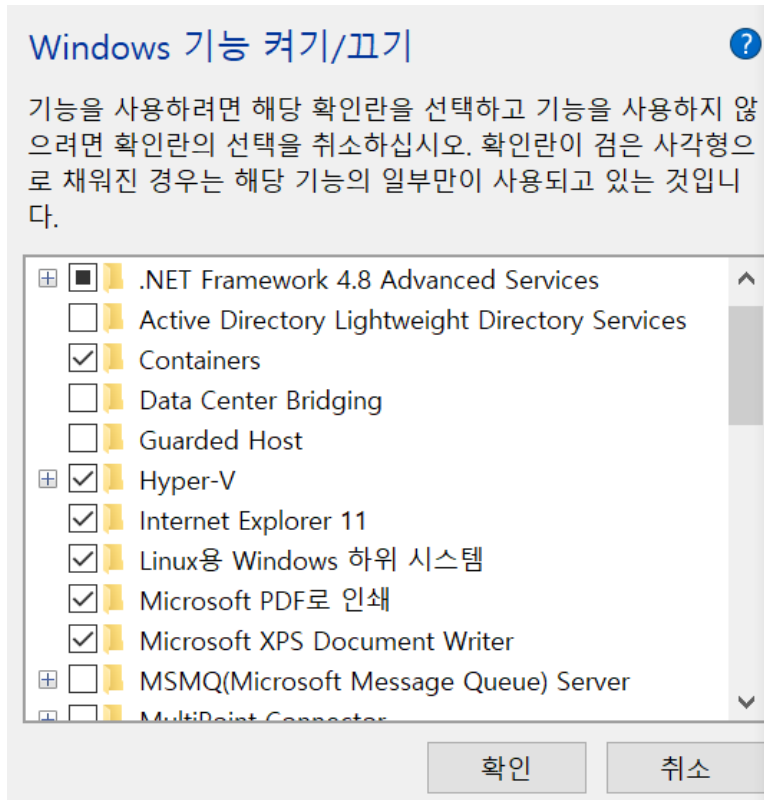 Windows 기능 켜기/끄기
?
기능을 사용하려면 해당 확인란을 선택하고 기능을 사용하지 않
으려면 확인란의 선택을 취소하십시오. 확인란이 검은 사각형으
로 채워진 경우는 해당 기능의 일부만이 사용되고 있는 것입니
다.
.NET Framework 4.8 Advanced Services
Active Directory Lightweight Directory Services
Containers
Data Center Bridging
Guarded Host
Hyper-V
Internet Explorer 11
Linux용 Windows 하위 시스템
Microsoft PDF로 인쇄
Microsoft XPS Document Writer
MSMQ(Microsoft Message Queue) Server
MultiPoint Connector
확인 취소